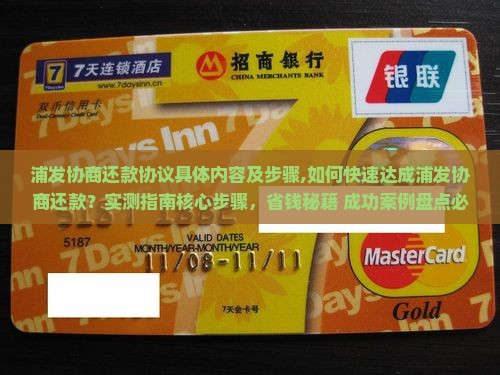 7 7天连锁酒店
www.7daysinn.cn
招商银行
CHINA MERCHANTS BANK
银联
双币信用卡
Dual-Currency Credit Card
7Days Inn
浦发协商还款协议具体内容及步骤,如何快速达成浦发协
商还款？实测指南核心步骤，省钱秘籍 成功案例盘点必
5187
VALID DATES
MONTH/YEAR-MONTH/YEAR
11/08-11/11
MasterCard
7天会卡号
Gold